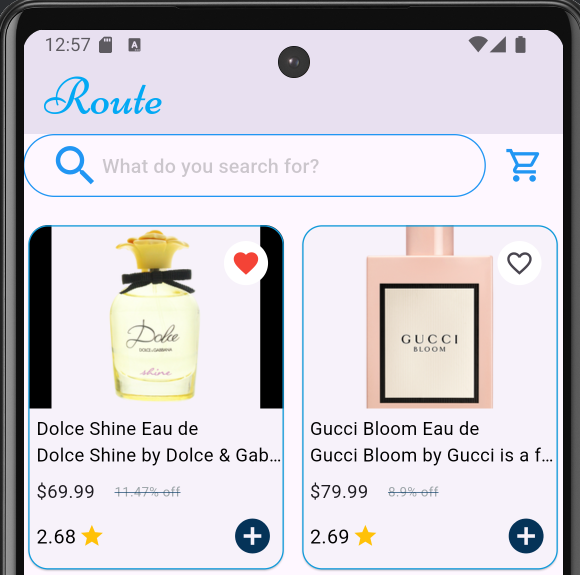 12:57
A
Route
What do you search for?
Dolce
DOLCE & GABBANA
shine
GUCCI
BLOOM
Dolce Shine Eau de
Dolce Shine by Dolce & Gab...
$69.99 11.47% off
2.68
Gucci Bloom Eau de
Gucci Bloom by Gucci is a f...
$79.99 8.9% off
2.69